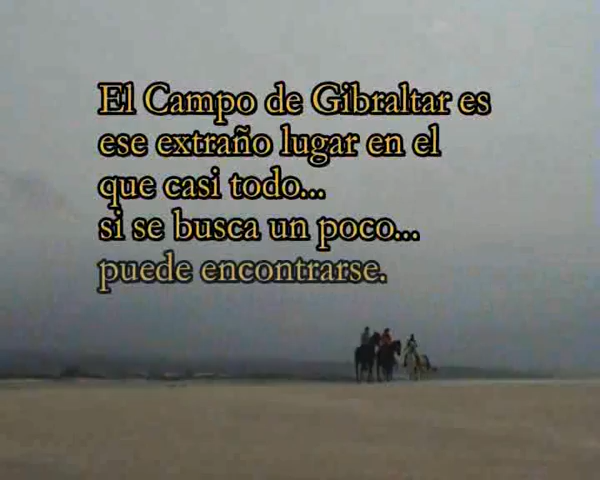 El Campo de Gibraltar es
ese extraño lugar en el
que casi todo...
si se busca un poco...
puede encontrarse.